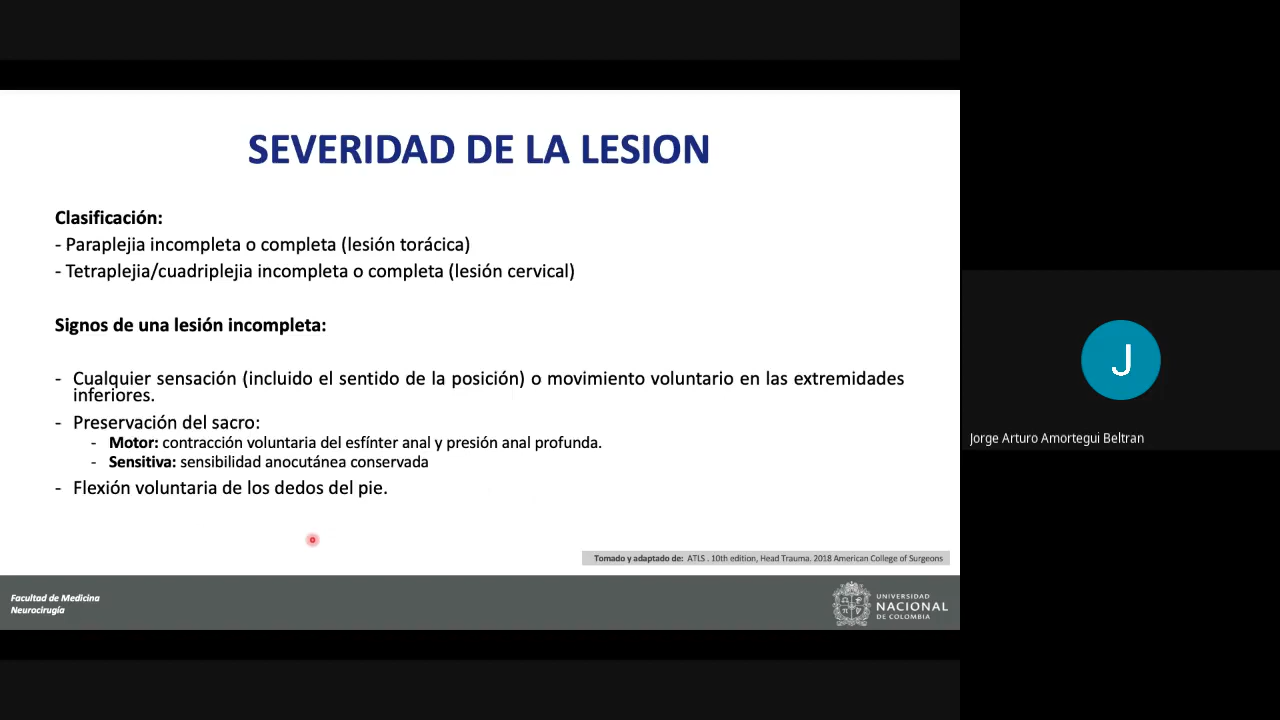 SEVERIDAD DE LA LESION
Clasificación:
- Paraplejia incompleta o completa (lesión torácica)
- Tetraplejia/cuadriplejia incompleta o completa (lesión cervical)
Signos de una lesión incompleta:
- Cualquier sensación (incluido el sentido de la posición) o movimiento voluntario en las extremidades
inferiores.
- Preservación del sacro:
- Motor: contracción voluntaria del esfínter anal y presión anal profunda.
- Sensitiva: sensibilidad anocutánea conservada
- Flexión voluntaria de los dedos del pie.
Tomado y adaptado de: ATLS . 10th edition, Head Trauma. 2018 American College of Surgeons
Facultad de Medicina
Neurocirugía
UNIVERSIDAD
NACIONAL
DE COLOMBIA
J
Jorge Arturo Amortegui Beltran